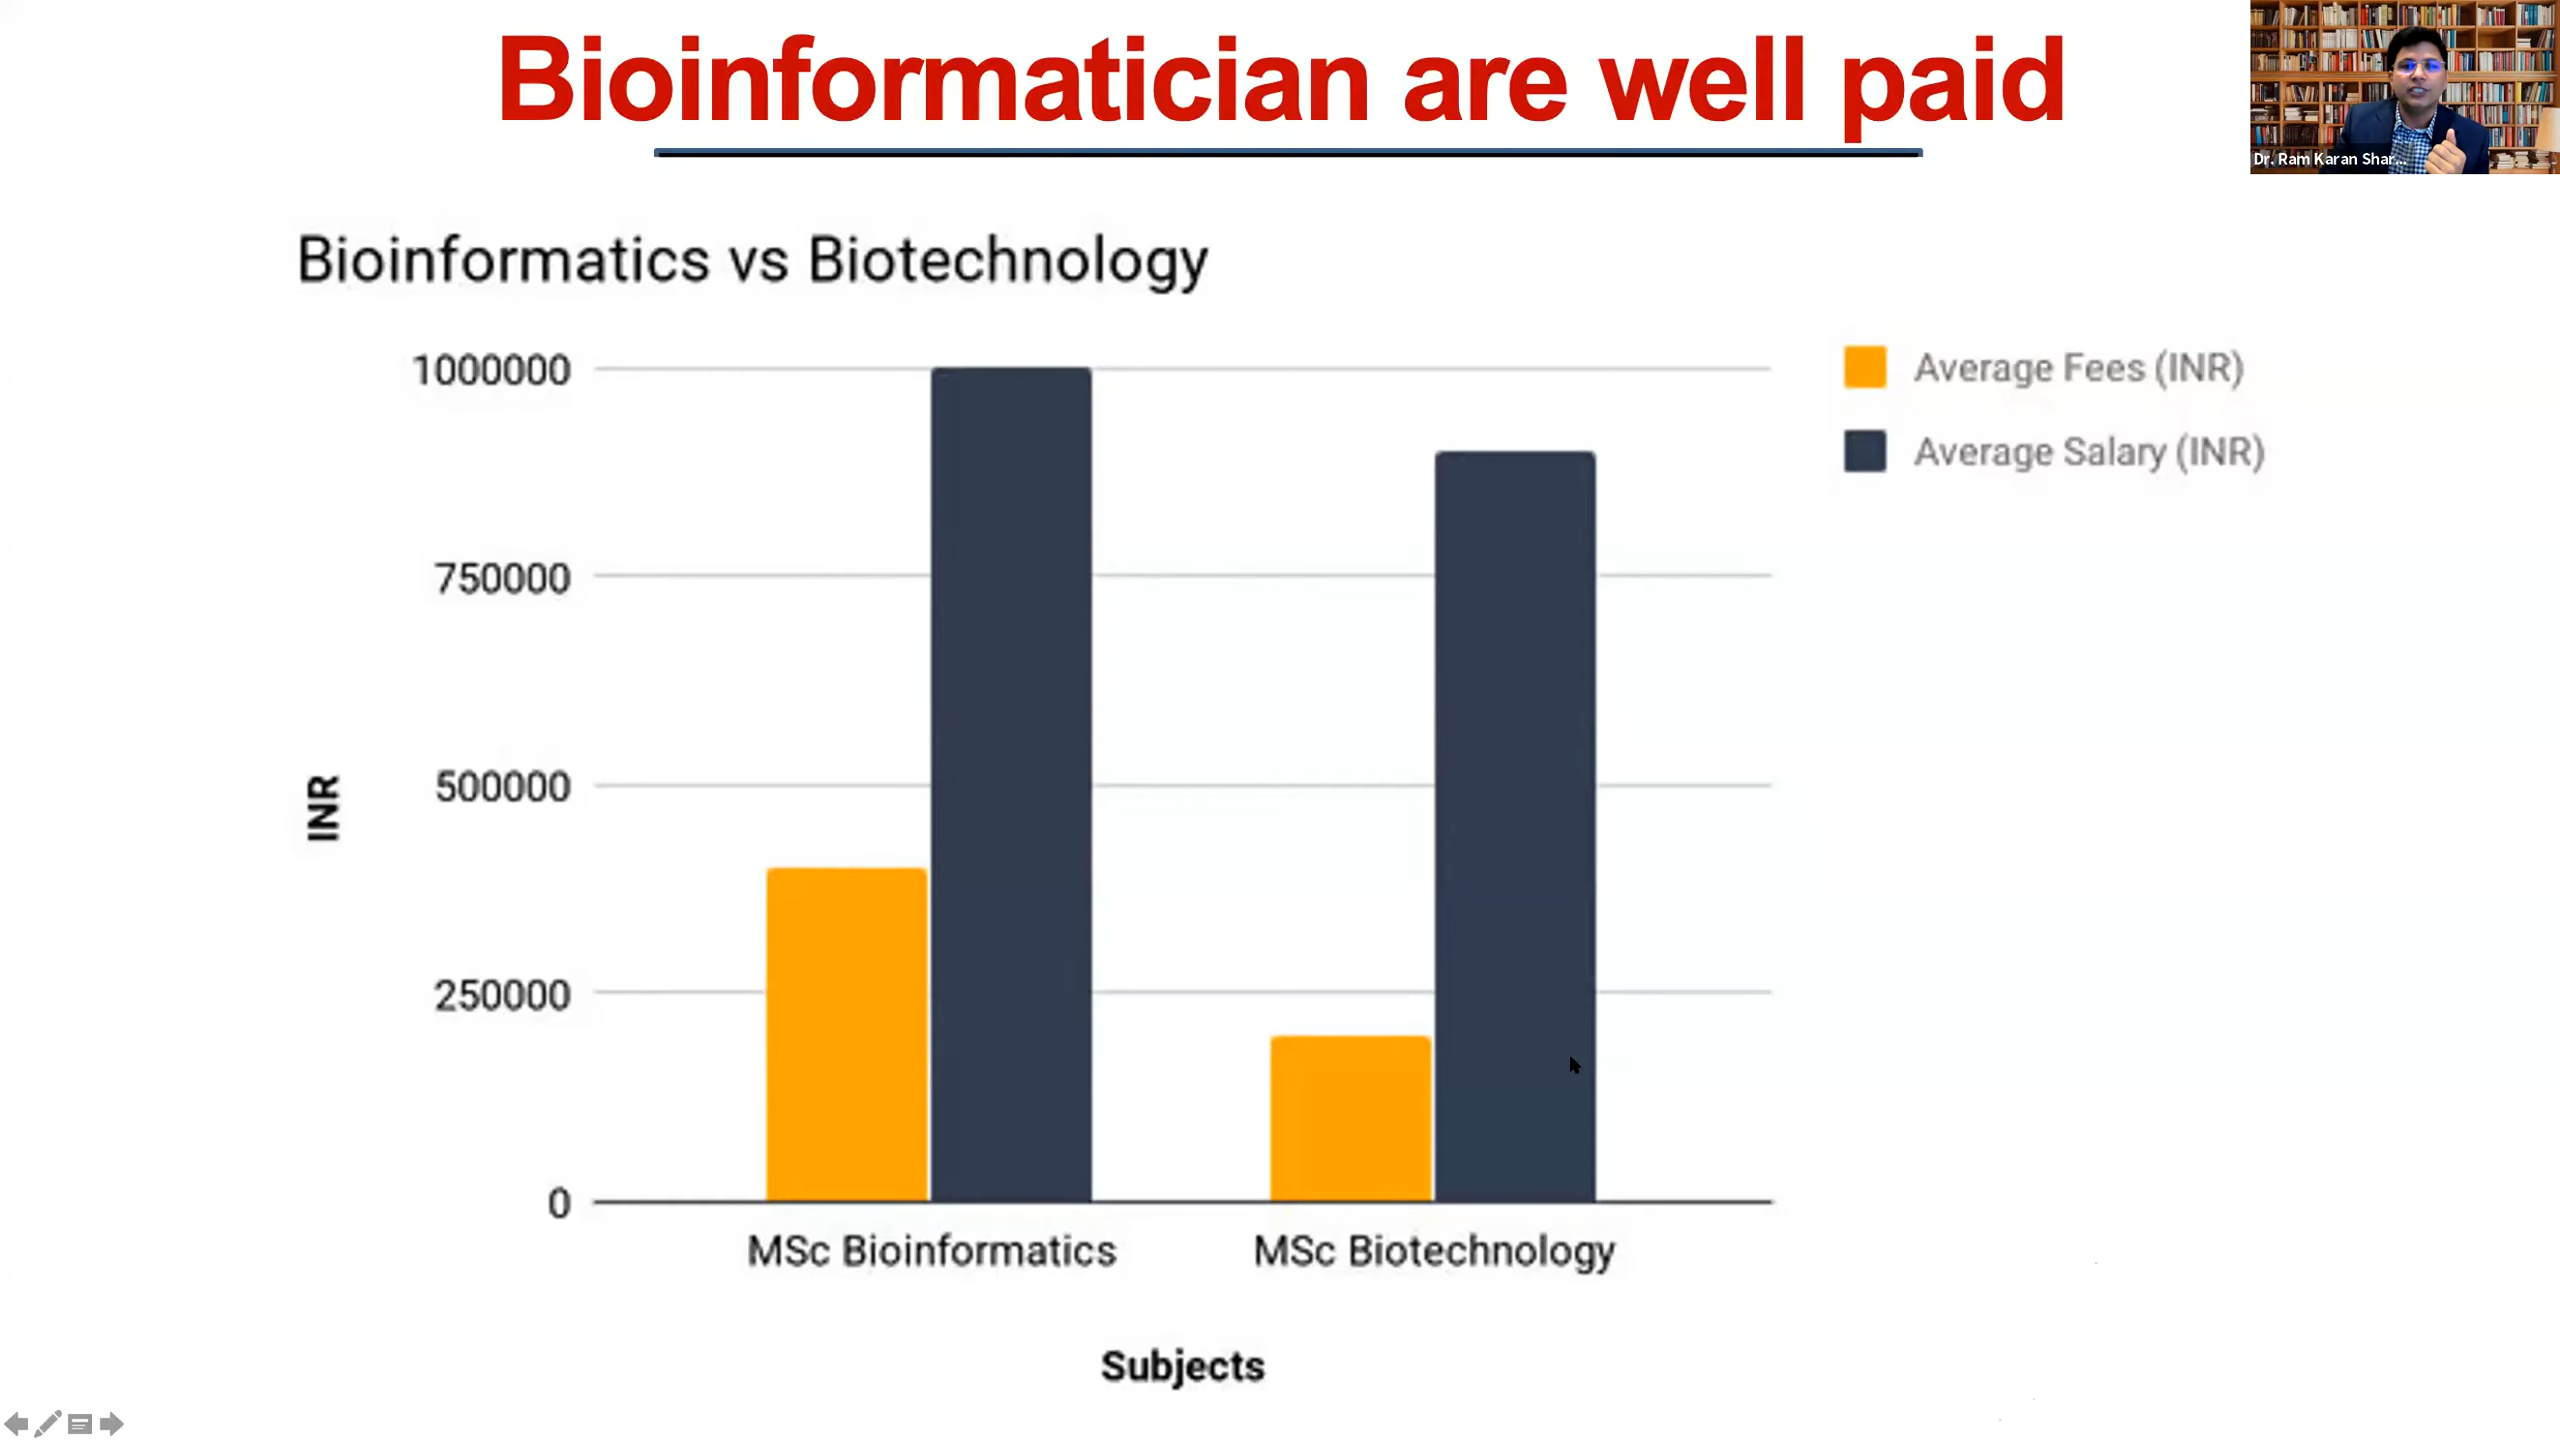 Bioinformatician are well paid
Dr. Ram Karan Shar...
Bioinformatics vs Biotechnology
1000000
750000
500000
250000
0
INR
Average Fees (INR)
Average Salary (INR)
MSc Bioinformatics
MSc Biotechnology
Subjects